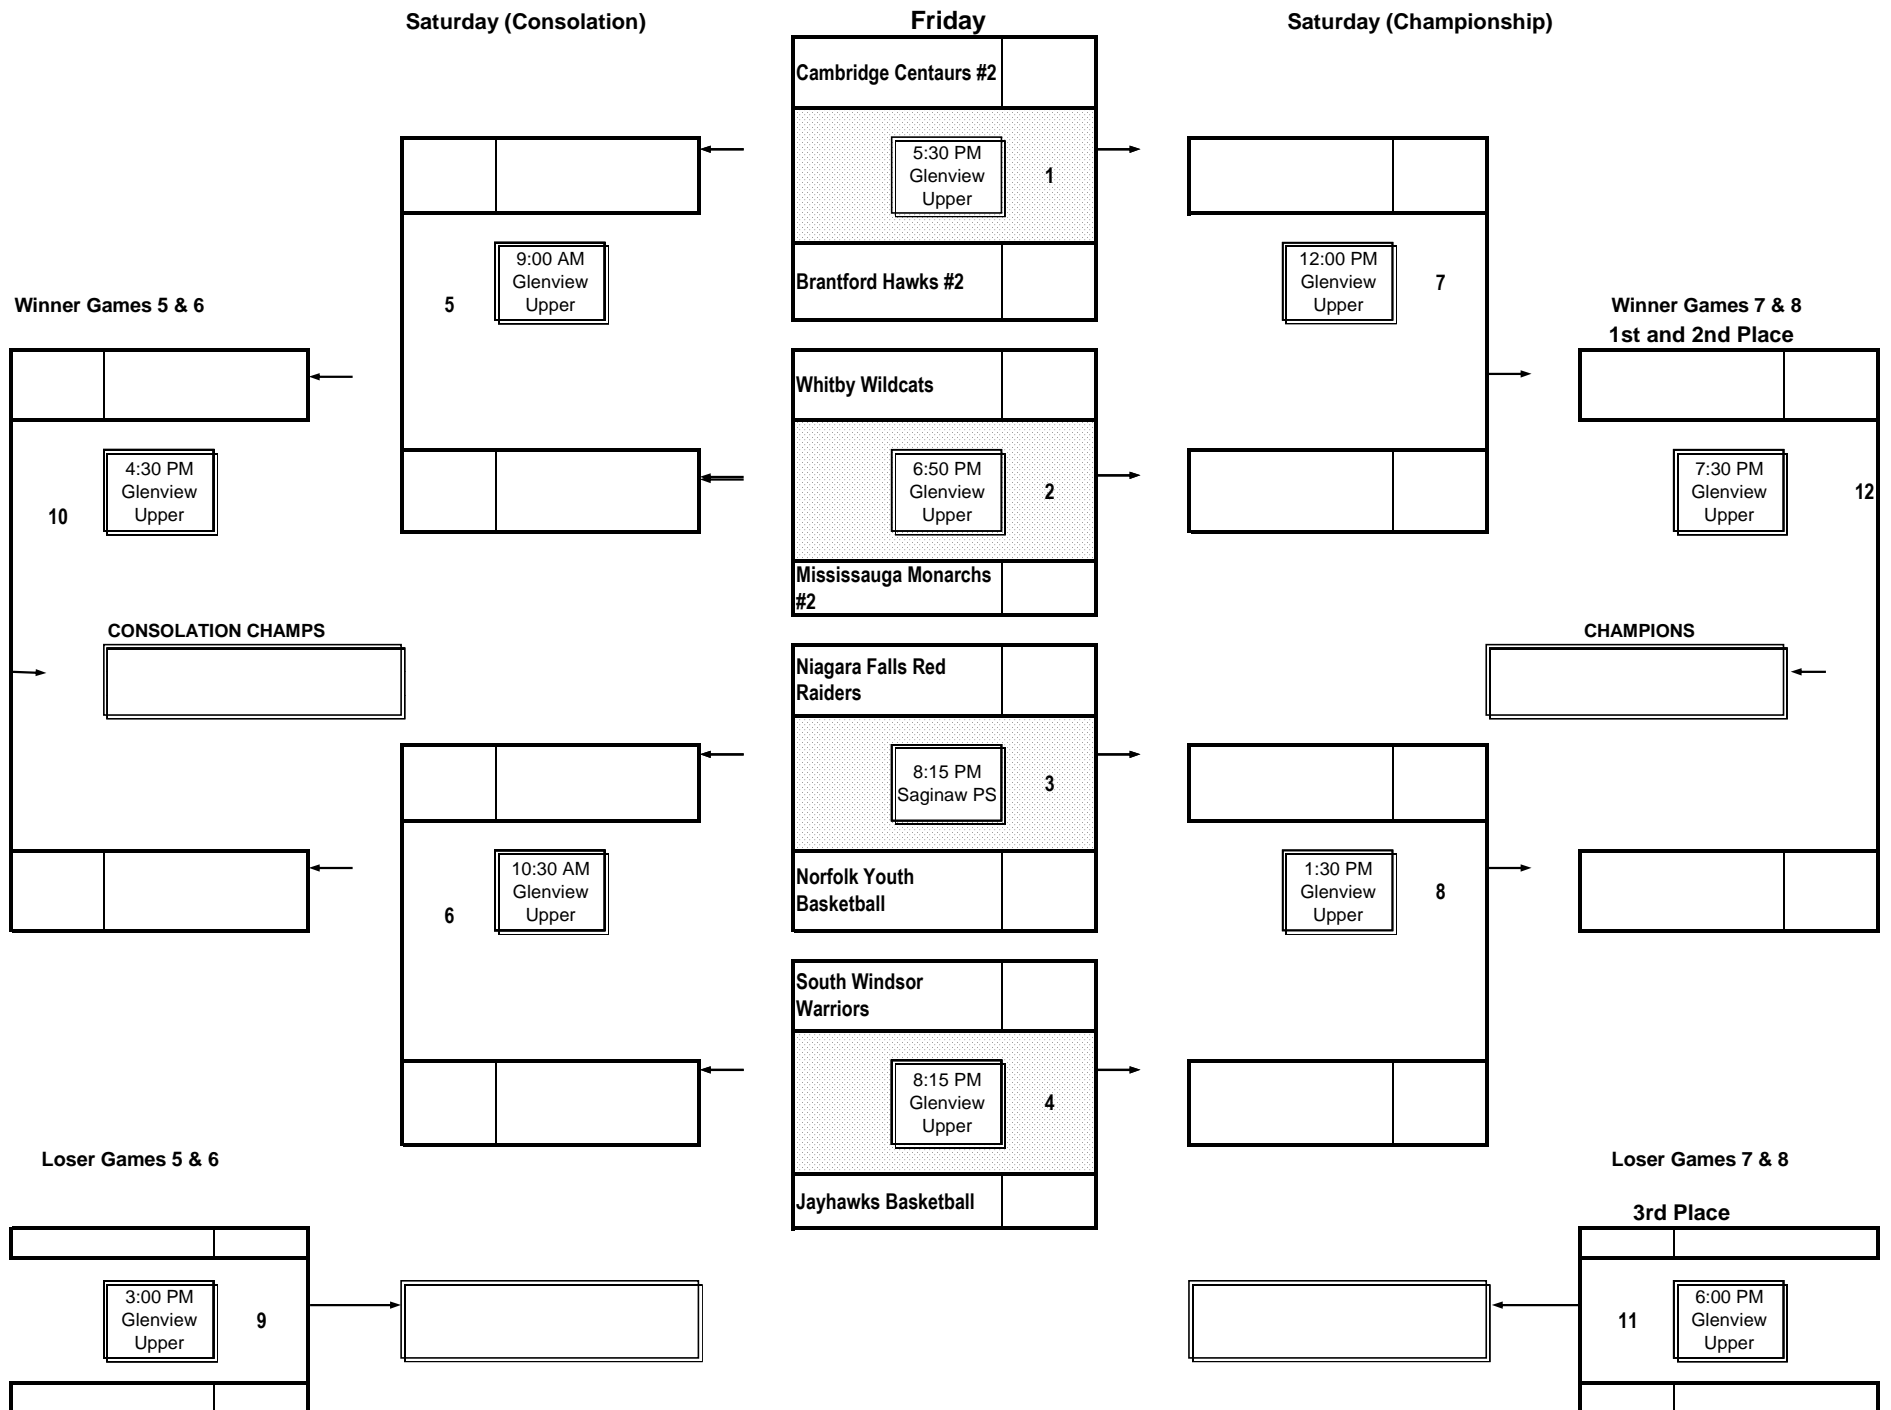 Saturday (Consolation)
Friday
Saturday (Championship)
Cambridge Centaurs #2
5:30 PM
Glenview
Upper
1
Brantford Hawks #2
9:00 AM
Glenview
Upper
5
12:00 PM
Glenview
Upper
7
Winner Games 5 & 6
Winner Games 7 & 8
1st and 2nd Place
Whitby Wildcats
6:50 PM
Glenview
Upper
2
Mississauga Monarchs
#2
4:30 PM
Glenview
Upper
10
7:30 PM
Glenview
Upper
12
CONSOLATION CHAMPS
CHAMPIONS
Niagara Falls Red
Raiders
8:15 PM
Saginaw PS
3
Norfolk Youth
Basketball
10:30 AM
Glenview
Upper
6
1:30 PM
Glenview
Upper
8
South Windsor
Warriors
8:15 PM
Glenview
Upper
4
Jayhawks Basketball
Loser Games 5 & 6
Loser Games 7 & 8
3rd Place
3:00 PM
Glenview
Upper
9
11
6:00 PM
Glenview
Upper